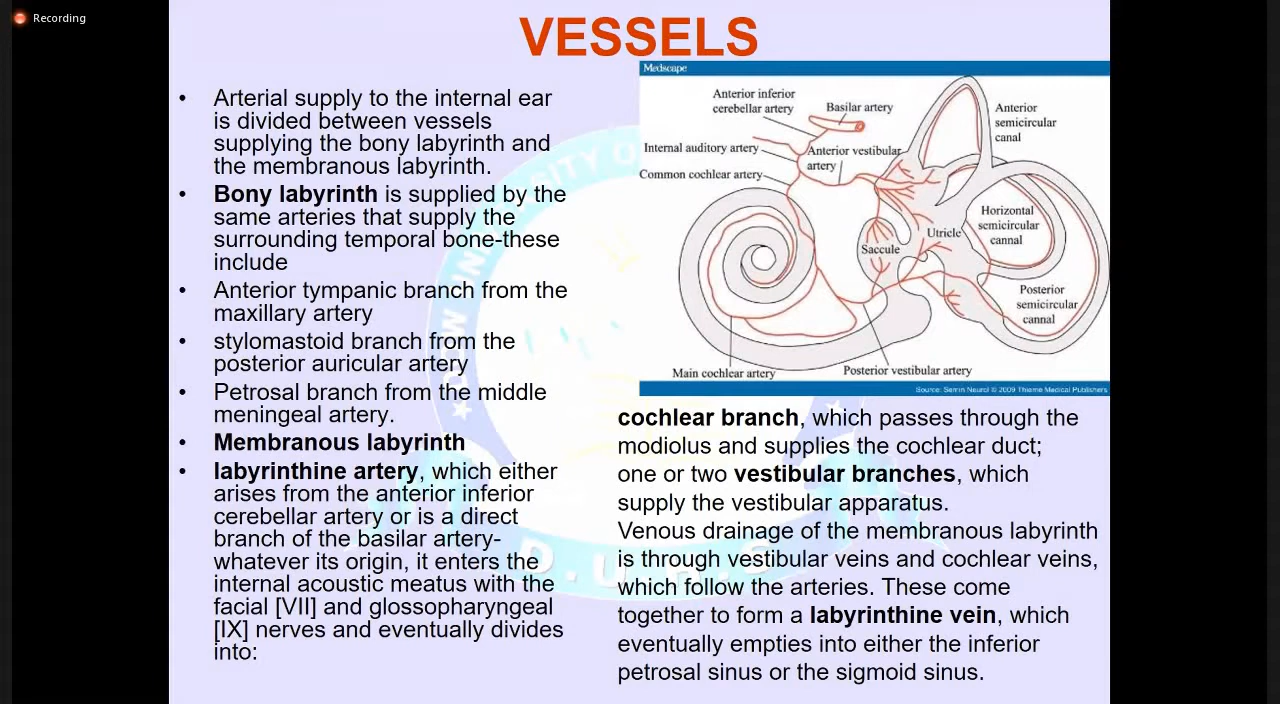 Recording
VESSELS
• Arterial supply to the internal ear
is divided between vessels
supplying the bony labyrinth and
the membranous labyrinth.
• Bony labyrinth is supplied by the
same arteries that supply the
surrounding temporal bone-these
include
• Anterior tympanic branch from the
maxillary artery
• stylomastoid branch from the
posterior auricular artery
• Petrosal branch from the middle
meningeal artery.
• Membranous labyrinth
• labyrinthine artery, which either
arises from the anterior inferior
cerebellar artery or is a direct
branch of the basilar artery-
whatever its origin, it enters the
internal acoustic meatus with the
facial [VII] and glossopharyngeal
[IX] nerves and eventually divides
into:
Medscape
Anterior inferior
cerebellar artery
Basilar artery
Anterior
semicircular
canal
Internal auditory artery
Anterior vestibular
artery
Common cochlear artery
Horizontal
semicircular
cannal
Utricle
Saccule
Posterior
semicircular
cannal
Main cochlear artery
Posterior vestibular artery
Source: Semin Neurol © 2009 Thieme Medical Publishers
cochlear branch, which passes through the
modiolus and supplies the cochlear duct;
one or two vestibular branches, which
supply the vestibular apparatus.
Venous drainage of the membranous labyrinth
is through vestibular veins and cochlear veins,
which follow the arteries. These come
together to form a labyrinthine vein, which
eventually empties into either the inferior
petrosal sinus or the sigmoid sinus.
D.U.H.S